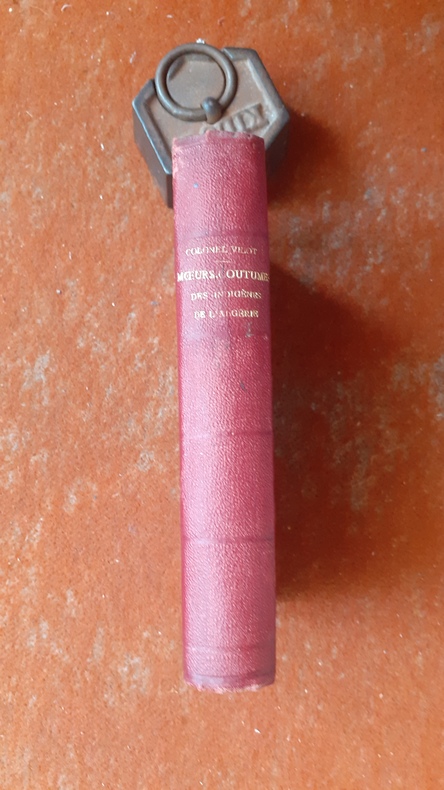 COLONEL VILLOT
MŒURS, COUTUMES
DES INDIGÈNES
DE L'ALGÉRIE